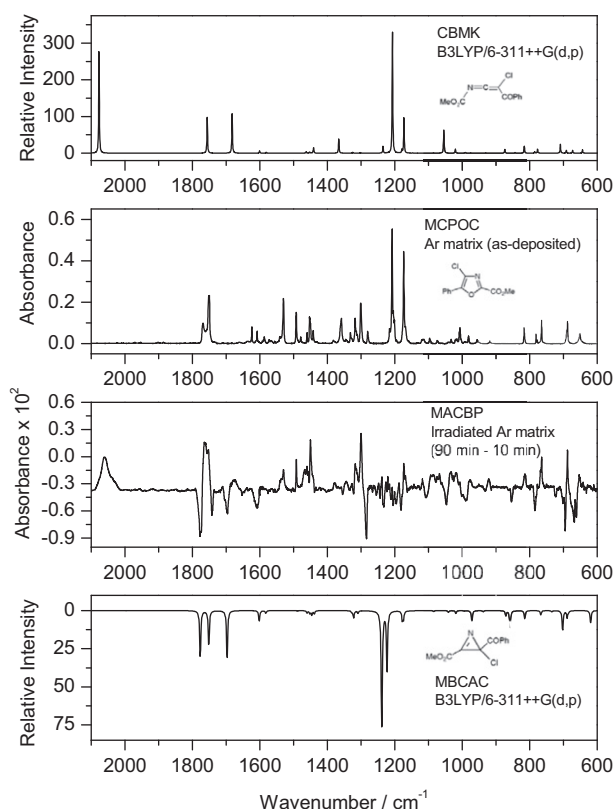 CBMK
B3LYP/6-311++G(d,p)
Cl
N
C
MeO₂C
COPh
Relative Intensity
300
200
100
0
2000 1800 1600 1400 1200 1000 800 600
MCPOC
Ar matrix (as-deposited)
Cl
N
Ph
O
CO₂Me
Absorbance
0.6
0.4
0.2
0.0
2000 1800 1600 1400 1200 1000 800 600
MACBP
Irradiated Ar matrix
(90 min - 10 min)
Absorbance x 10²
0.6
0.3
0.0
-0.3
-0.6
-0.9
2000 1800 1600 1400 1200 1000 800 600
Relative Intensity
0
25
50
75
N
COPh
MeO₂C
Cl
MBCAC
B3LYP/6-311++G(d,p)
2000 1800 1600 1400 1200 1000 800 600
Wavenumber / cm⁻¹